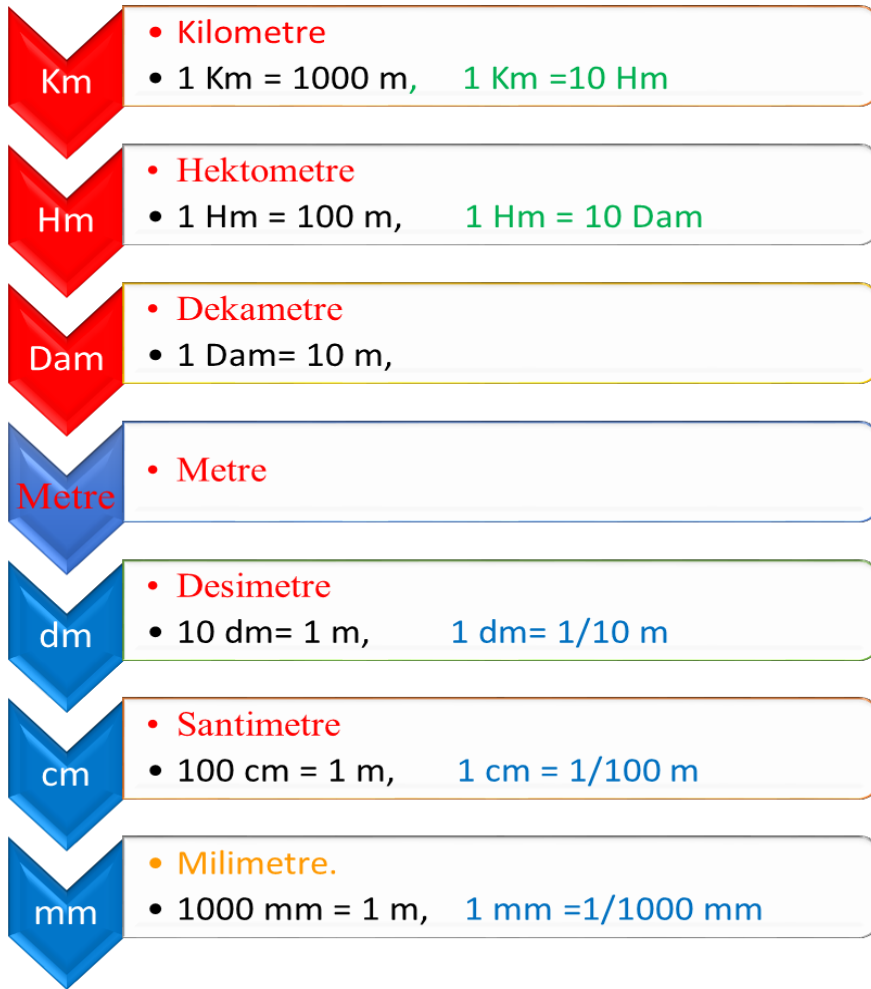 Km
• Kilometre
• 1 Km = 1000 m, 1 Km =10 Hm
Hm
• Hektometre
• 1 Hm = 100 m, 1 Hm = 10 Dam
Dam
• Dekametre
• 1 Dam= 10 m,
Metre
• Metre
dm
• Desimetre
• 10 dm= 1 m, 1 dm= 1/10 m
cm
• Santimetre
• 100 cm = 1 m, 1 cm = 1/100 m
mm
• Milimetre.
• 1000 mm = 1 m, 1 mm =1/1000 mm